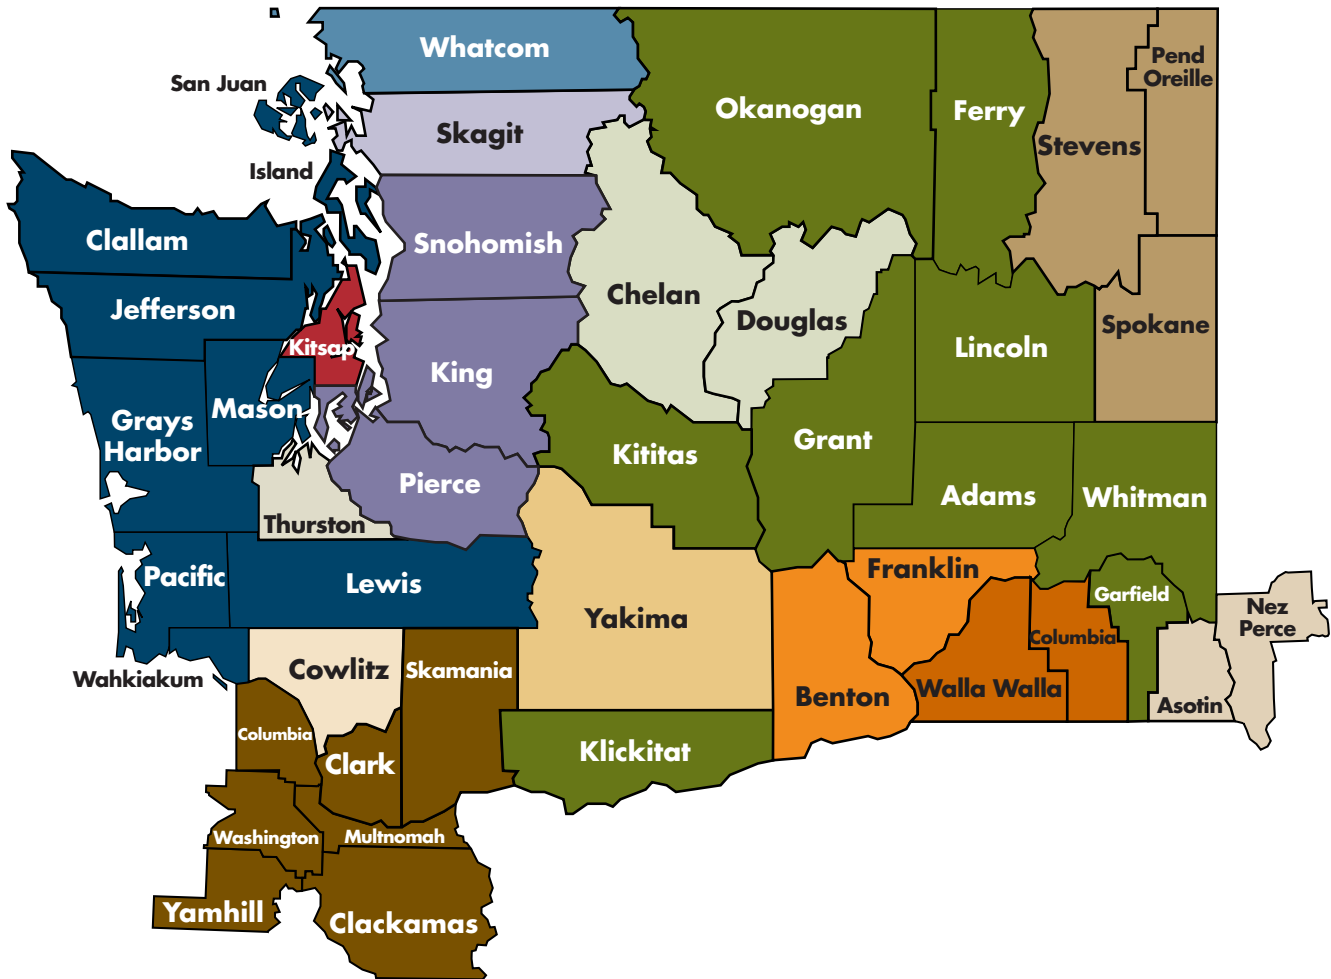 Whatcom
San Juan
Skagit
Okanogan
Ferry
Stevens
Pend
Oreille
Island
Clallam
Snohomish
Chelan
Douglas
Jefferson
Kitsap
King
Lincoln
Spokane
Grays
Harbor
Mason
Pierce
Kititas
Grant
Adams
Whitman
Thurston
Pacific
Lewis
Yakima
Franklin
Garfield
Nez
Perce
Wahkiakum
Cowlitz
Skamania
Benton
Walla Walla
Columbia
Asotin
Columbia
Clark
Klickitat
Washington
Multnomah
Yamhill
Clackamas